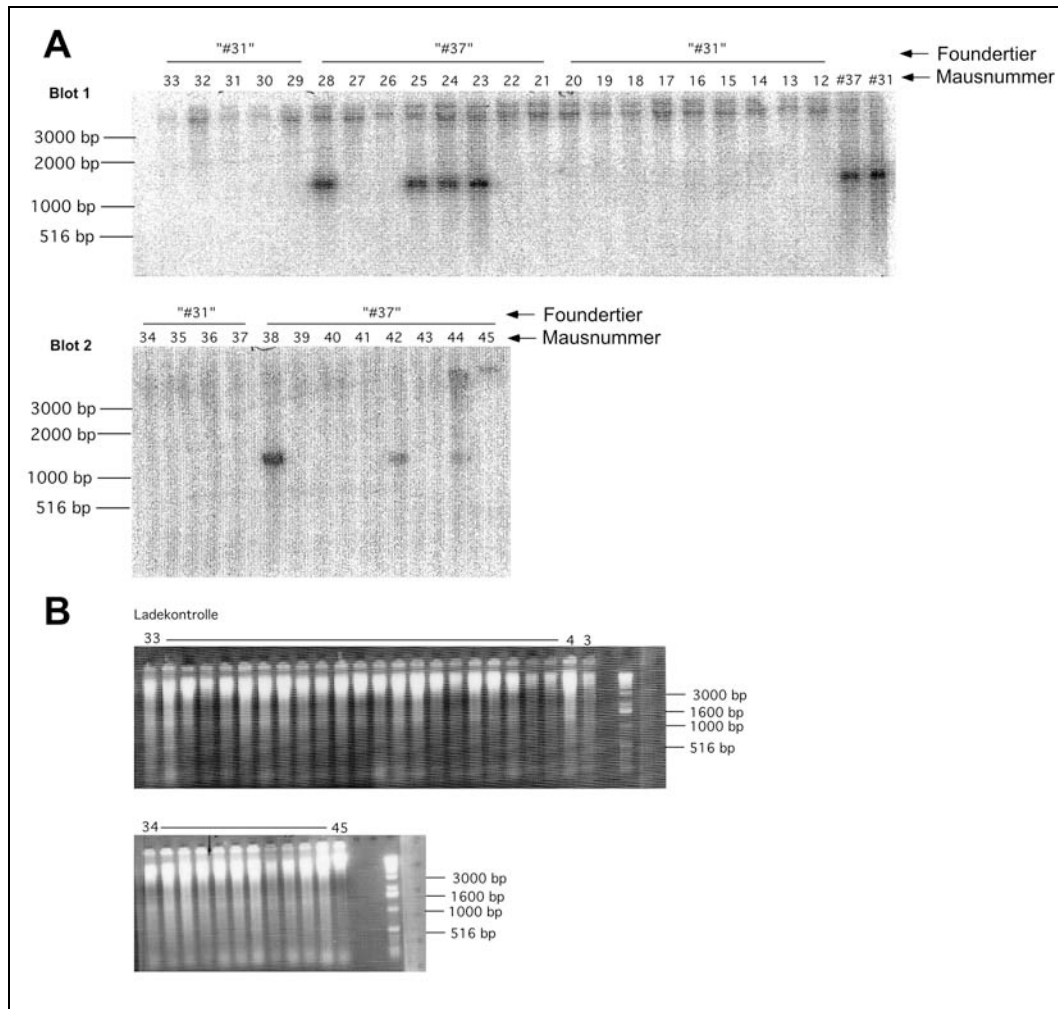 A
"#31" "#37" "#31" Foundertier
33 32 31 30 29 28 27 26 25 24 23 22 21 20 19 18 17 16 15 14 13 12 #37 #31 Mausnummer
Blot 1
3000 bp
2000 bp
1000 bp
516 bp
"#31" "#37" Foundertier
34 35 36 37 38 39 40 41 42 43 44 45 Mausnummer
Blot 2
3000 bp
2000 bp
1000 bp
516 bp
B
Ladekontrolle
33 4 3
3000 bp
1600 bp
1000 bp
516 bp
34 45
3000 bp
1600 bp
1000 bp
516 bp